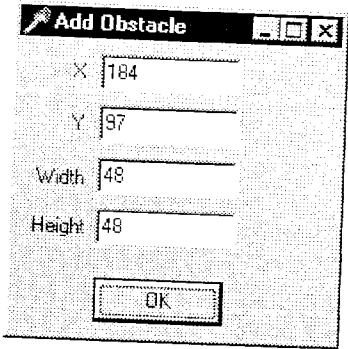 Add Obstacle
X 184
Y 97
Width 48
Height 48
OK